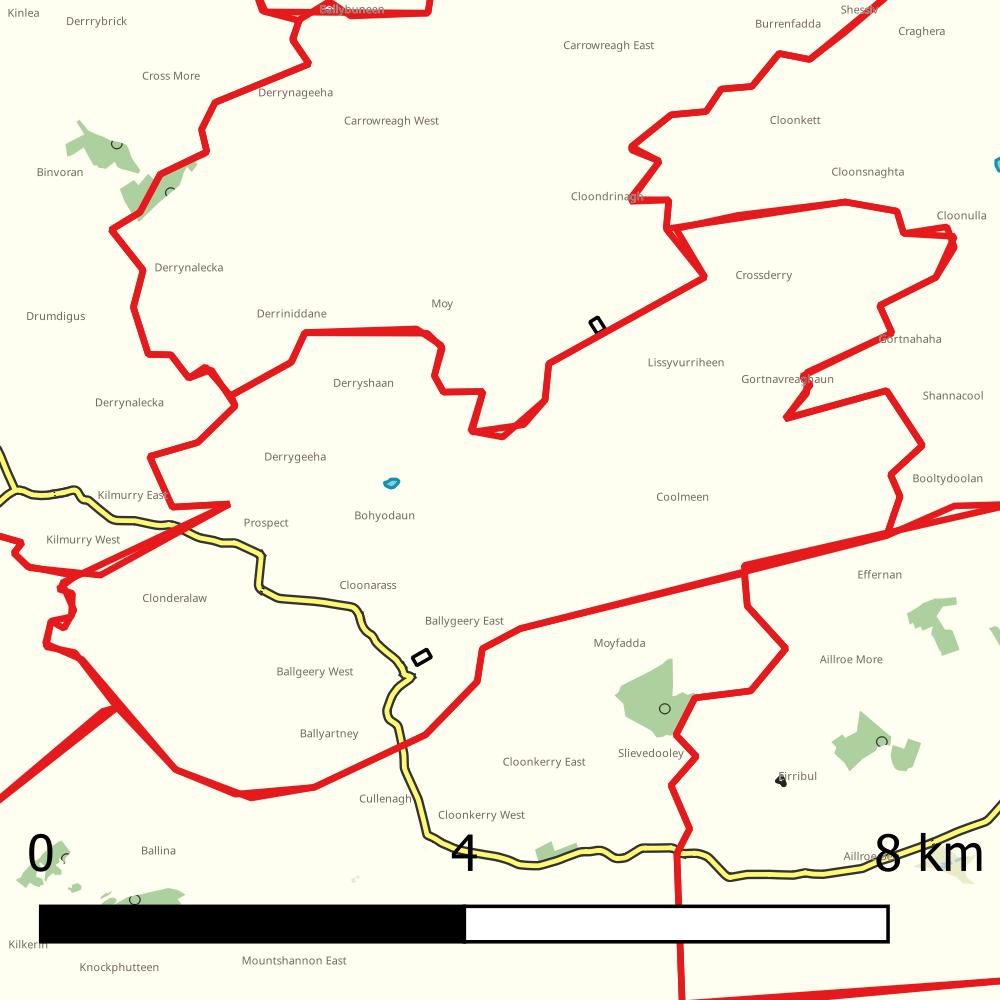 Kinlea
Derrrybrick
Ballybuneen
Shessiv
Burrenfadda
Craghera
Carrowreagh East
Cross More
Derrynageeha
Carrowreagh West
Cloonkett
Binvoran
Cloonsnaghta
Cloondrinagh
Cloonulla
Derrynalecka
Crossderry
Moy
Derriniddane
Drumdigus
Gortnahaha
Lissyvurriheen
Derryshaan
Gortnavreaghaun
Shannacool
Derrynalecka
Derrygeeha
Booltydoolan
Kilmurry East
Coolmeen
Bohyodaun
Prospect
Kilmurry West
Effernan
Cloonarass
Clonderalaw
Ballygeery East
Moyfadda
Aillroe More
Ballgeery West
Ballyartney
Slievedooley
Cloonkerry East
Firribul
Cullenagh
Cloonkerry West
Ballina
0
4
8 km
Kilkerin
Knockphutteen
Mountshannon East